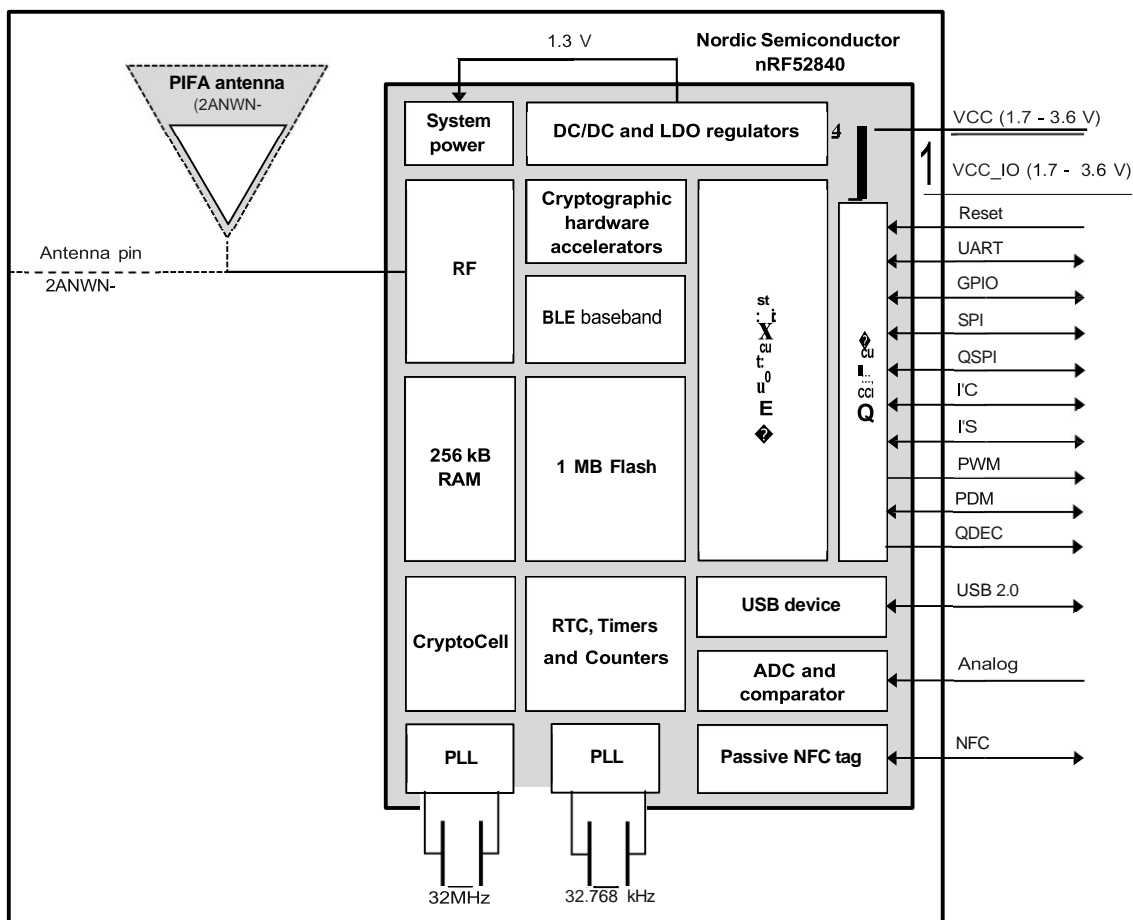 1.3 V
Nordic Semiconductor
nRF52840
PIFA antenna
(2ANWN-
System
power
DC/DC and LDO regulators
4
VCC (1.7 - 3.6 V)
VCC_IO (1.7 - 3.6 V)
Cryptographic
hardware
accelerators
Reset
Antenna pin
2ANWN-
RF
UART
GPIO
BLE baseband
SPI
QSPI
I'C
I'S
256 kB
RAM
1 MB Flash
PWM
PDM
QDEC
CryptoCell
RTC, Timers
and Counters
USB device
USB 2.0
ADC and
comparator
Analog
PLL
PLL
Passive NFC tag
NFC
32MHz
32.768 kHz